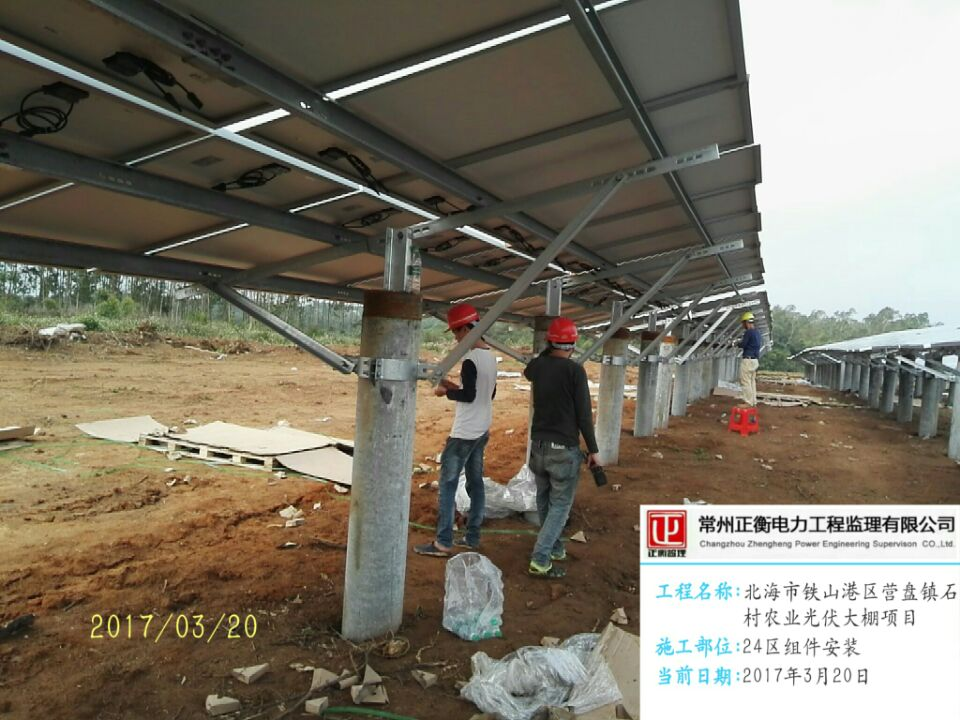 常州正衡电力工程监理有限公司
Changzhou Zhengheng Power Engineering Supervison CO.,Ltd.
正衡监理
工程名称:北海市铁山港区营盘镇石
村农业光伏大棚项目
施工部位:24区组件安装
当前日期:2017年3月20日
2017/03/20